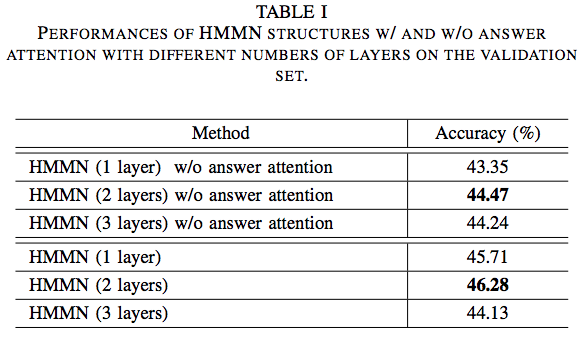 TABLE I
PERFORMANCES OF HMMN STRUCTURES W/ AND W/O ANSWER
ATTENTION WITH DIFFERENT NUMBERS OF LAYERS ON THE VALIDATION
SET.
Method Accuracy (%)
HMMN (1 layer) w/o answer attention 43.35
HMMN (2 layers) w/o answer attention 44.47
HMMN (3 layers) w/o answer attention 44.24
HMMN (1 layer) 45.71
HMMN (2 layers) 46.28
HMMN (3 layers) 44.13